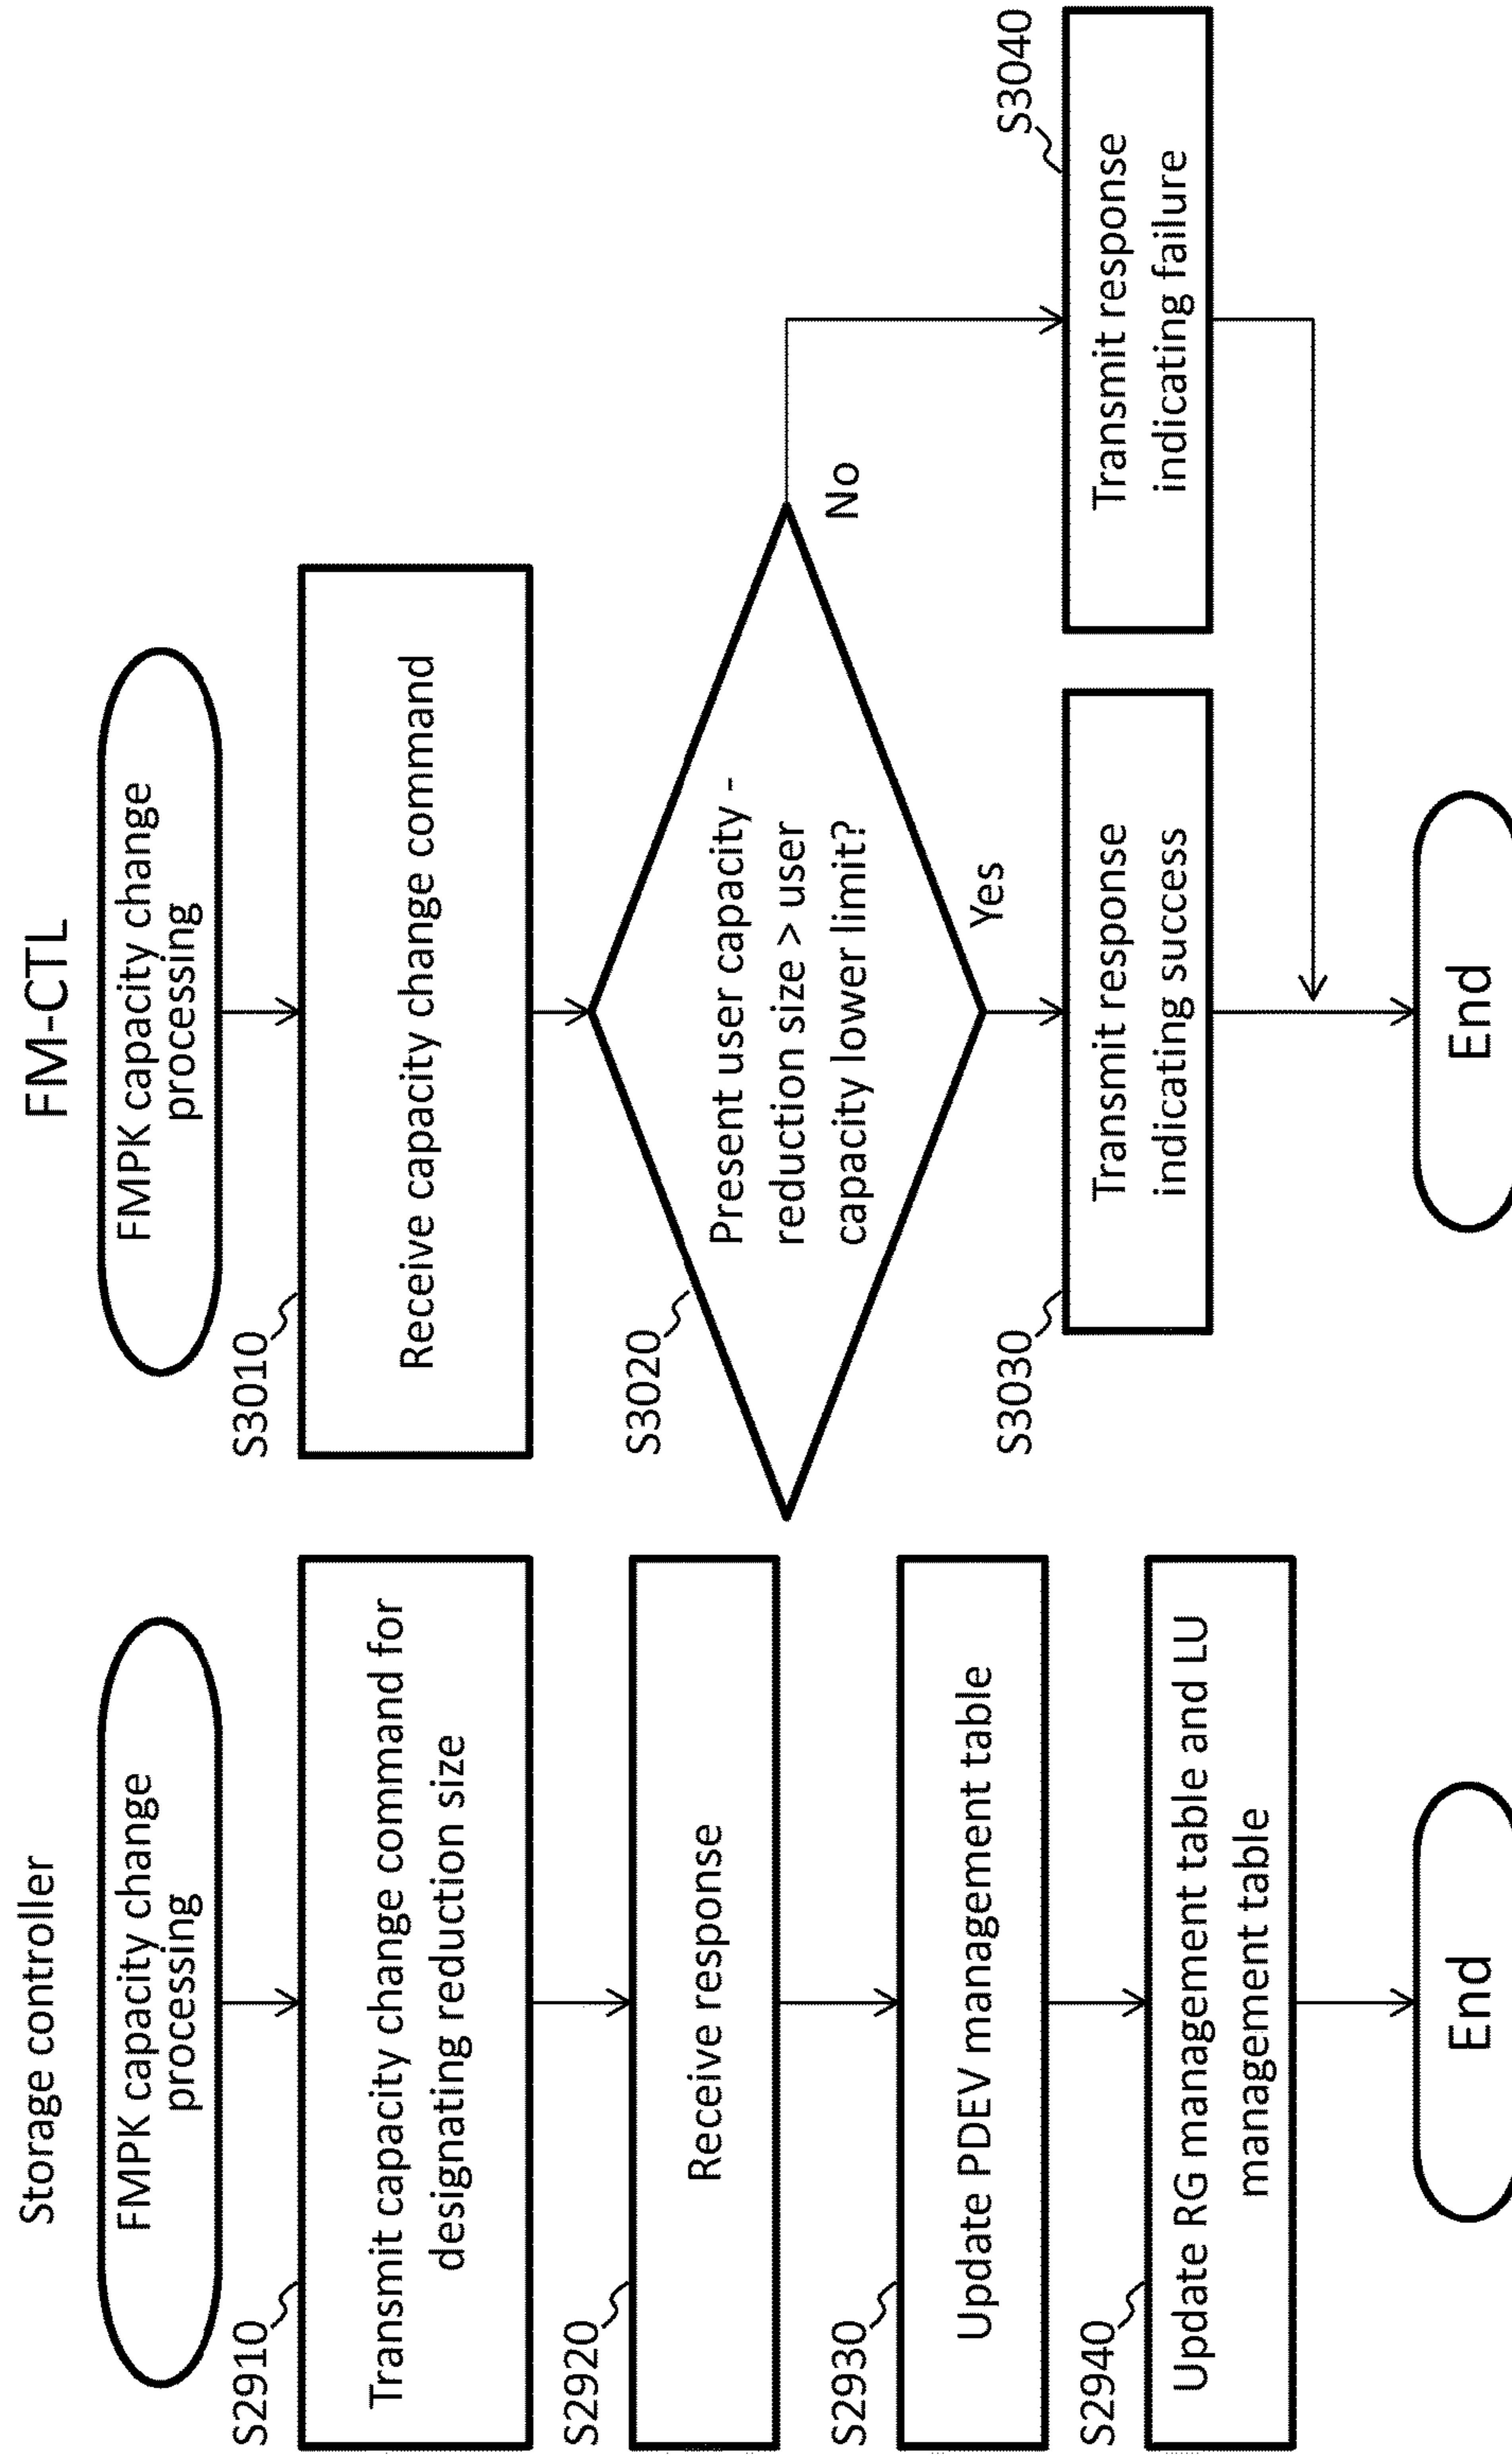 Storage controller
FMPK capacity change
processing
S2910
Transmit capacity change command for
designating reduction size
S2920
Receive response
S2930
Update PDEV management table
S2940
Update RG management table and LU
management table
End
FM-CTL
FMPK capacity change
processing
S3010
Receive capacity change command
S3020
Present user capacity -
reduction size > user
capacity lower limit?
No
Yes
S3030
Transmit response
indicating success
S3040
Transmit response
indicating failure
End